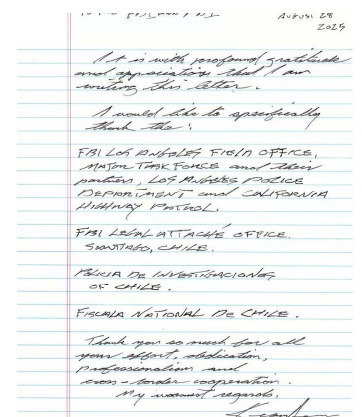 AUGUST 28
2025
It is with profound gratitude
and appreciation that I am
writing this letter.
I would like to specifically
thank the:
FBI LOS ANGELES FIELD OFFICE,
MAJOR TASK FORCE and their
partners, LOS ANGELES POLICE
DEPARTMENT and CALIFORNIA
HIGHWAY PATROL.
FBI LEGAL ATTACHÉ OFFICE.
SANTIAGO, CHILE.
POLICIA DE INVESTIGACIONES
OF CHILE.
FISCALA NATIONAL DE CHILE.
Thank you so much for all
your effort, dedication,
professionalism and
cross-border cooperation.
My warmest regards,